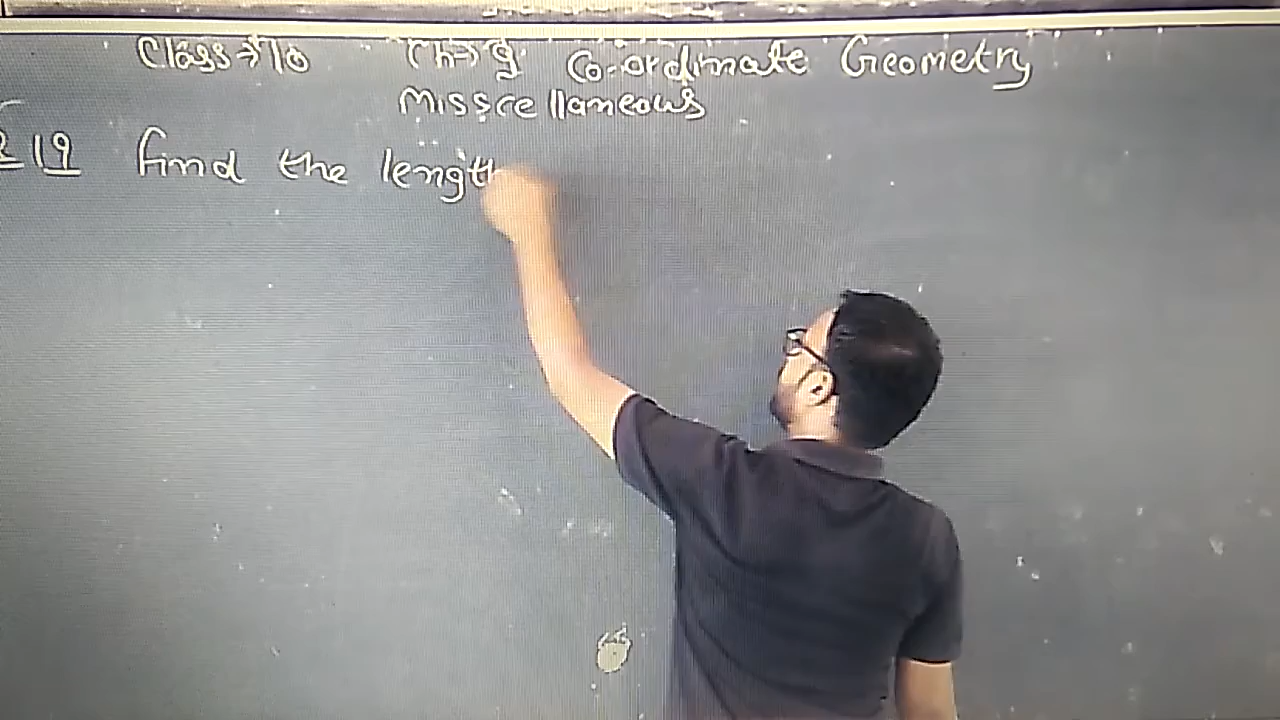 Class → 10 Ch → 9 Co-ordinate Geometry
Misscellaneous
Q 19 Find the length